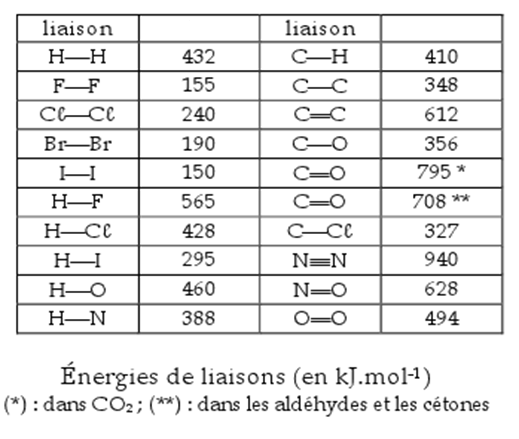 liaison liaison
H—H 432 C—H 410
F—F 155 C—C 348
Cℓ—Cℓ 240 C=C 612
Br—Br 190 C—O 356
I—I 150 C=O 795 *
H—F 565 C=O 708 **
H—Cℓ 428 C—Cℓ 327
H—I 295 N≡N 940
H—O 460 N=O 628
H—N 388 O=O 494
Énergies de liaisons (en kJ.mol⁻¹)
(*) : dans CO₂ ; (**) : dans les aldéhydes et les cétones